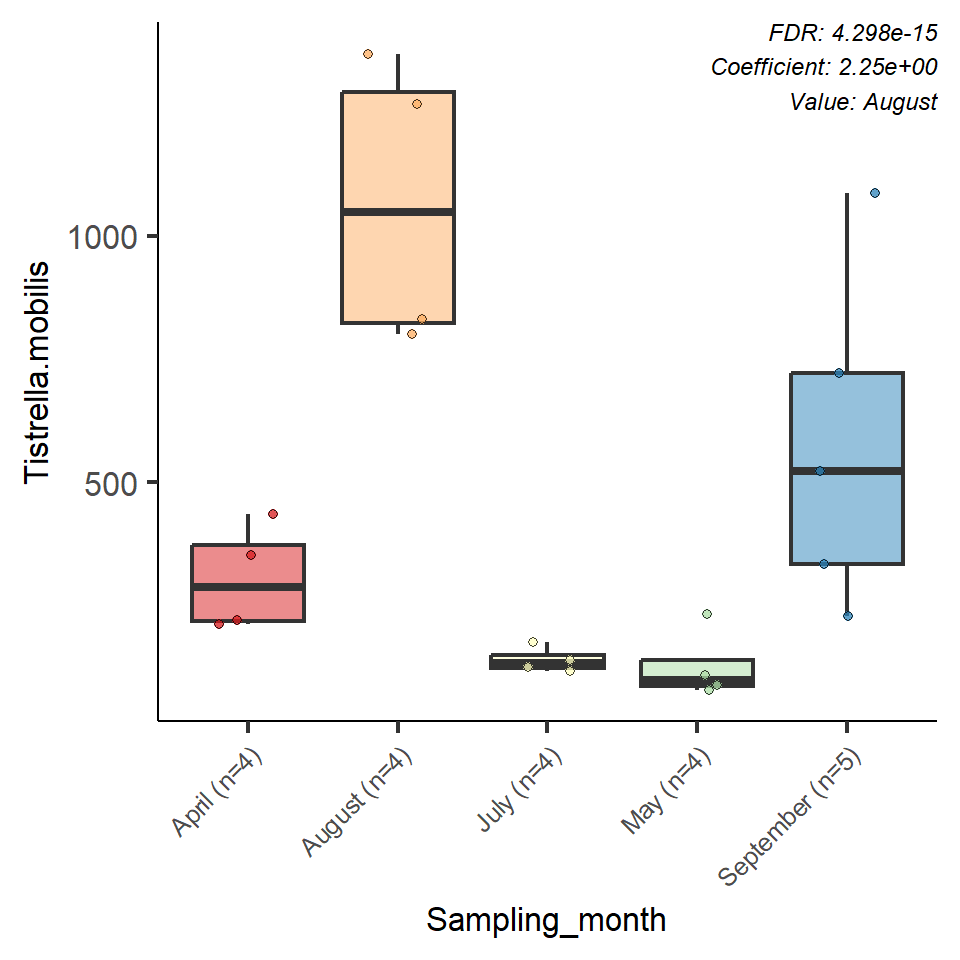 FDR: 4.298e-15
Coefficient: 2.25e+00
Value: August
Tistrella.mobilis
1000
500
April (n=4)
August (n=4)
July (n=4)
May (n=4)
September (n=5)
Sampling_month